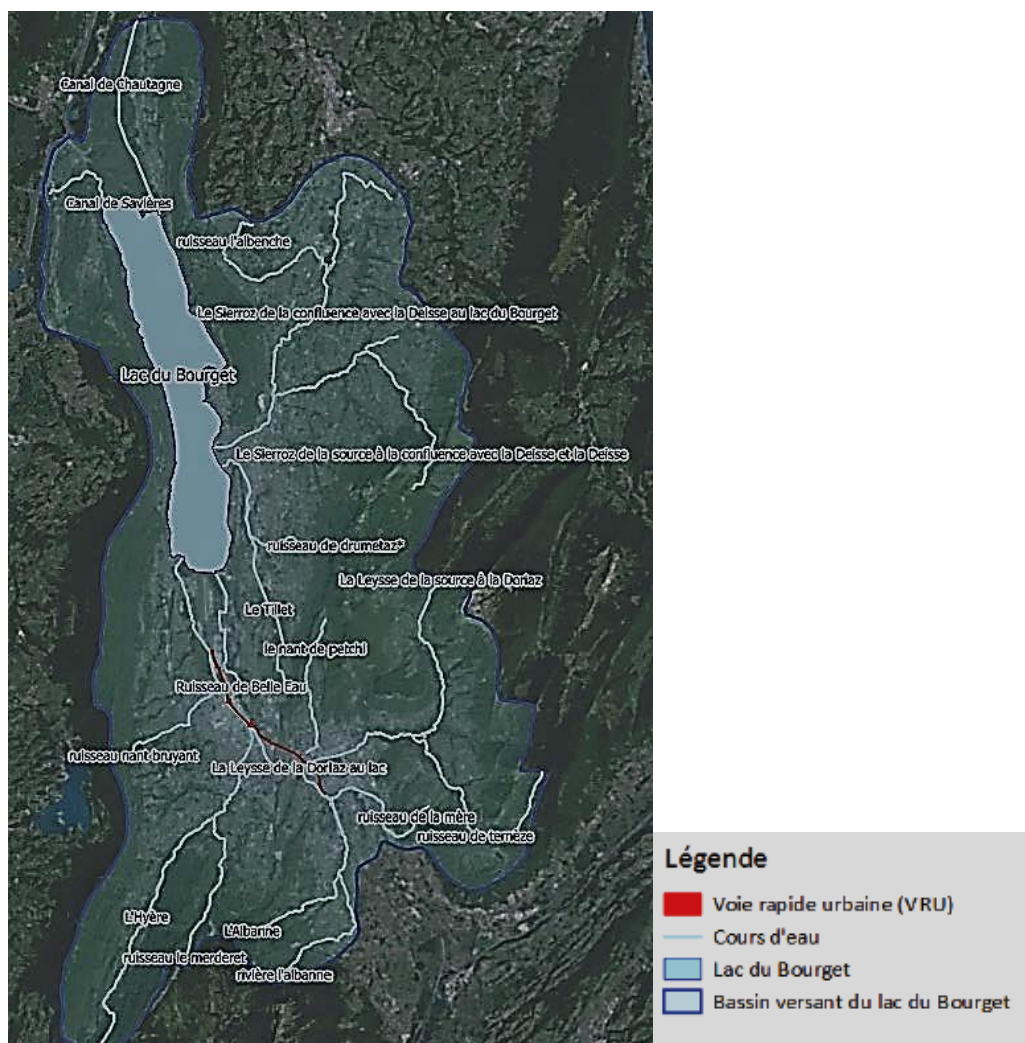 Canal de Chautagne
Canal de Savières
ruisseau l'albenche
Le Sierroz de la confluence avec la Deisse au lac du Bourget
Lac du Bourget
Le Sierroz de la source à la confluence avec la Deisse et la Deisse
ruisseau de drumetaz*
La Leysse de la source à la Doriaz
Le Tillet
le nant de petchi
Ruisseau de Belle Eau
ruisseau nant bruyant
La Leysse de la Doriaz au lac
ruisseau de la mère
ruisseau de ternèze
L'Hyère
L'Albanne
ruisseau le merderet
rivière l'albanne
Légende
Voie rapide urbaine (VRU)
Cours d'eau
Lac du Bourget
Bassin versant du lac du Bourget